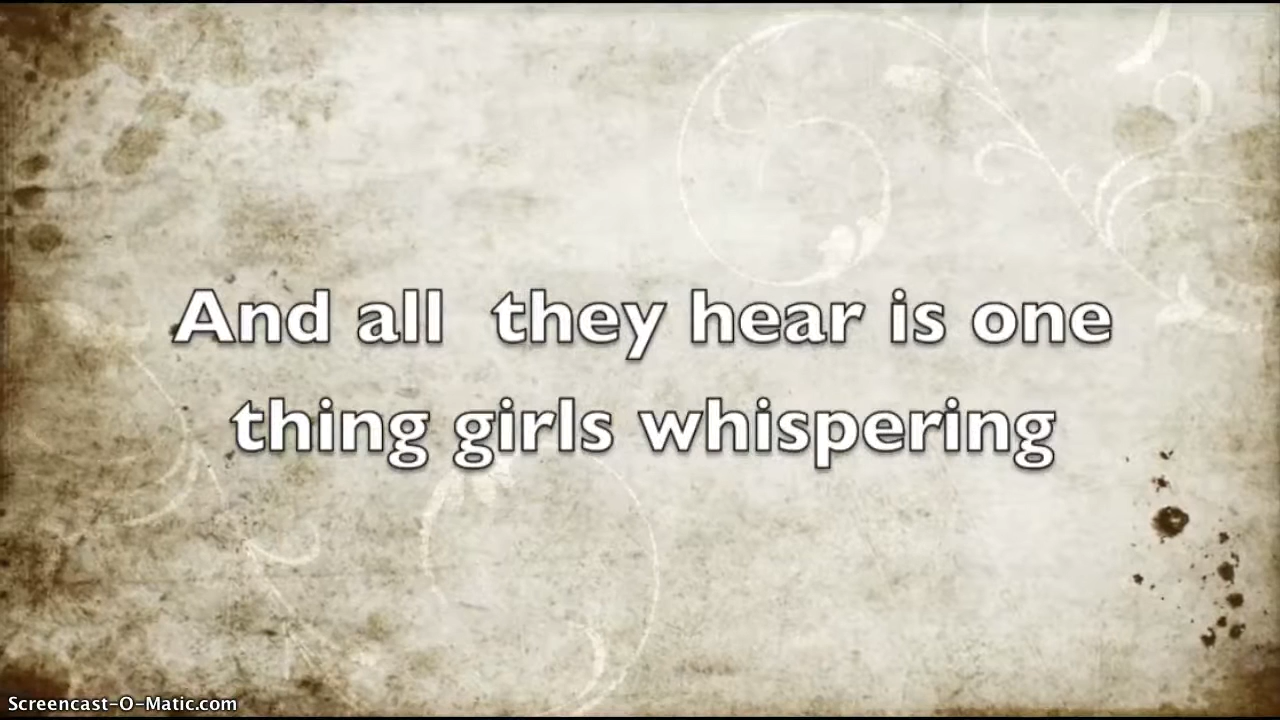 And all  they hear is one
thing girls whispering
Screencast-O-Matic.com